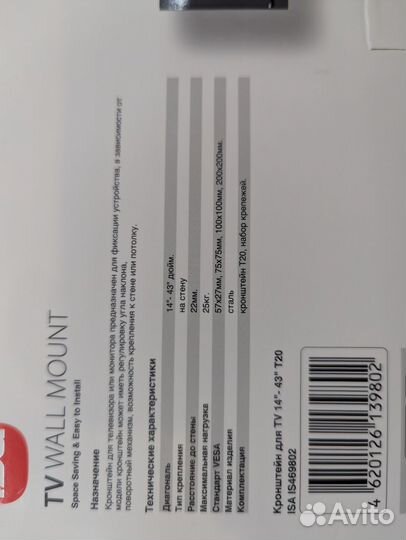 TV WALL MOUNT
Space Saving & Easy to Install
Назначение
Кронштейн для телевизора или монитора предназначен для фиксации устройства, в зависимости от
модели кронштейн может иметь регулировку угла наклона,
поворотный механизм, возможность крепления к стене или потолку.
Технические характеристики
Диагональ 14"- 43" дюйм.
Тип крепления на стену
Расстояние до стены 22мм.
Максимальная нагрузка 25кг.
Стандарт VESA 57x27мм, 75x75мм, 100x100мм, 200x200мм.
Материал изделия сталь
Комплектация кронштейн T20, набор крепежей.
Кронштейн для TV 14"- 43" T20
ISA IS469802
4 620126 139802
Avito